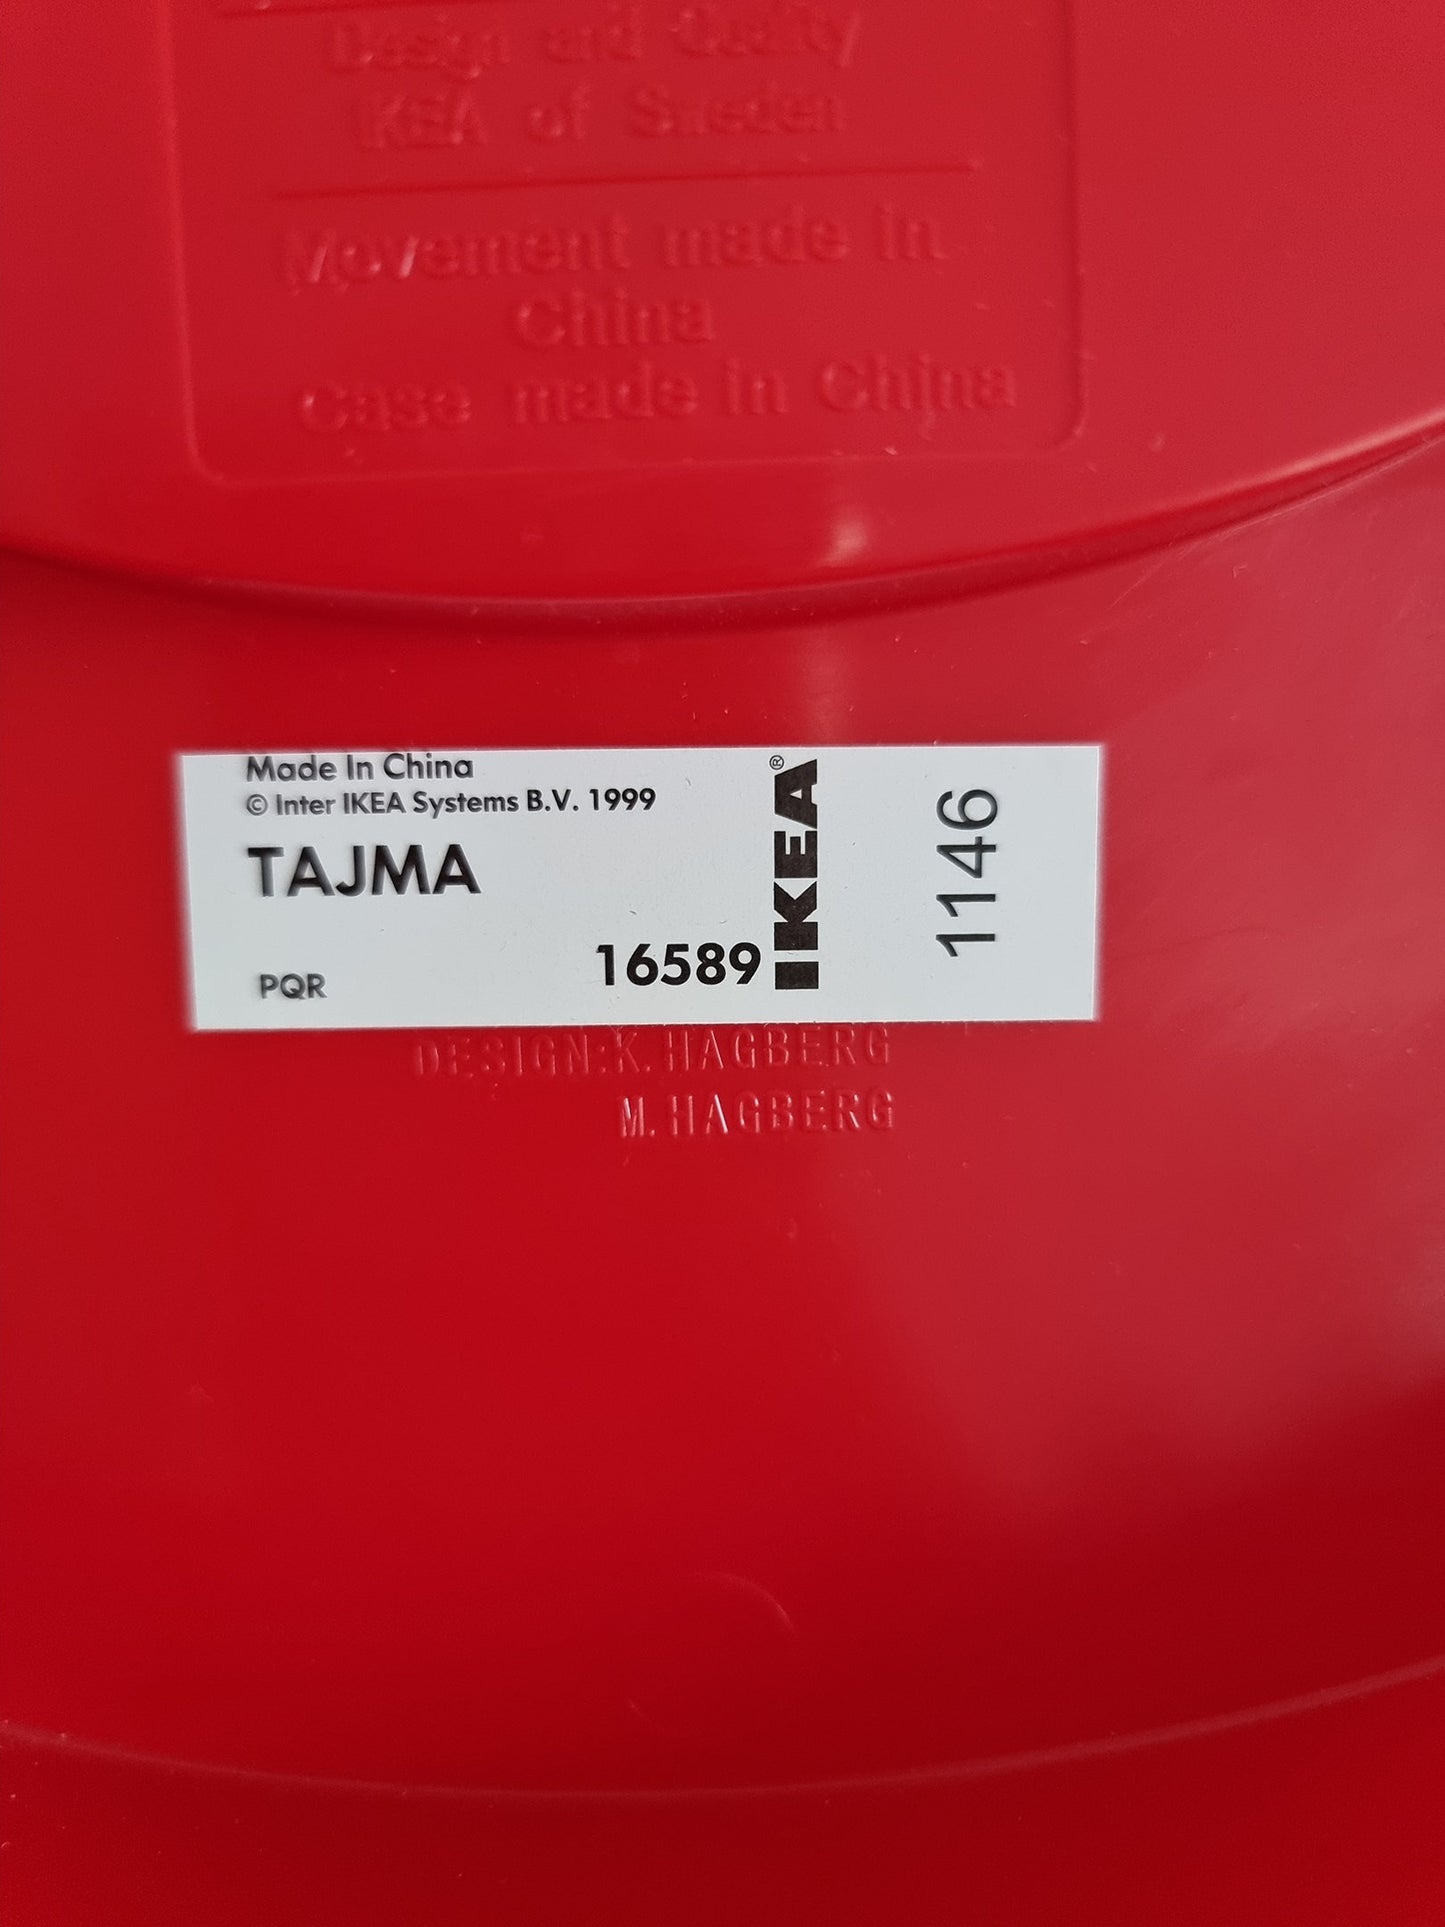 Design and Quality
IKEA of Sweden
Movement made in
China
Case made in China
Made In China
© Inter IKEA Systems B.V. 1999
TAJMA
16589
PQR
IKEA®
1146
DESIGN:K.HAGBERG
M.HAGBERG